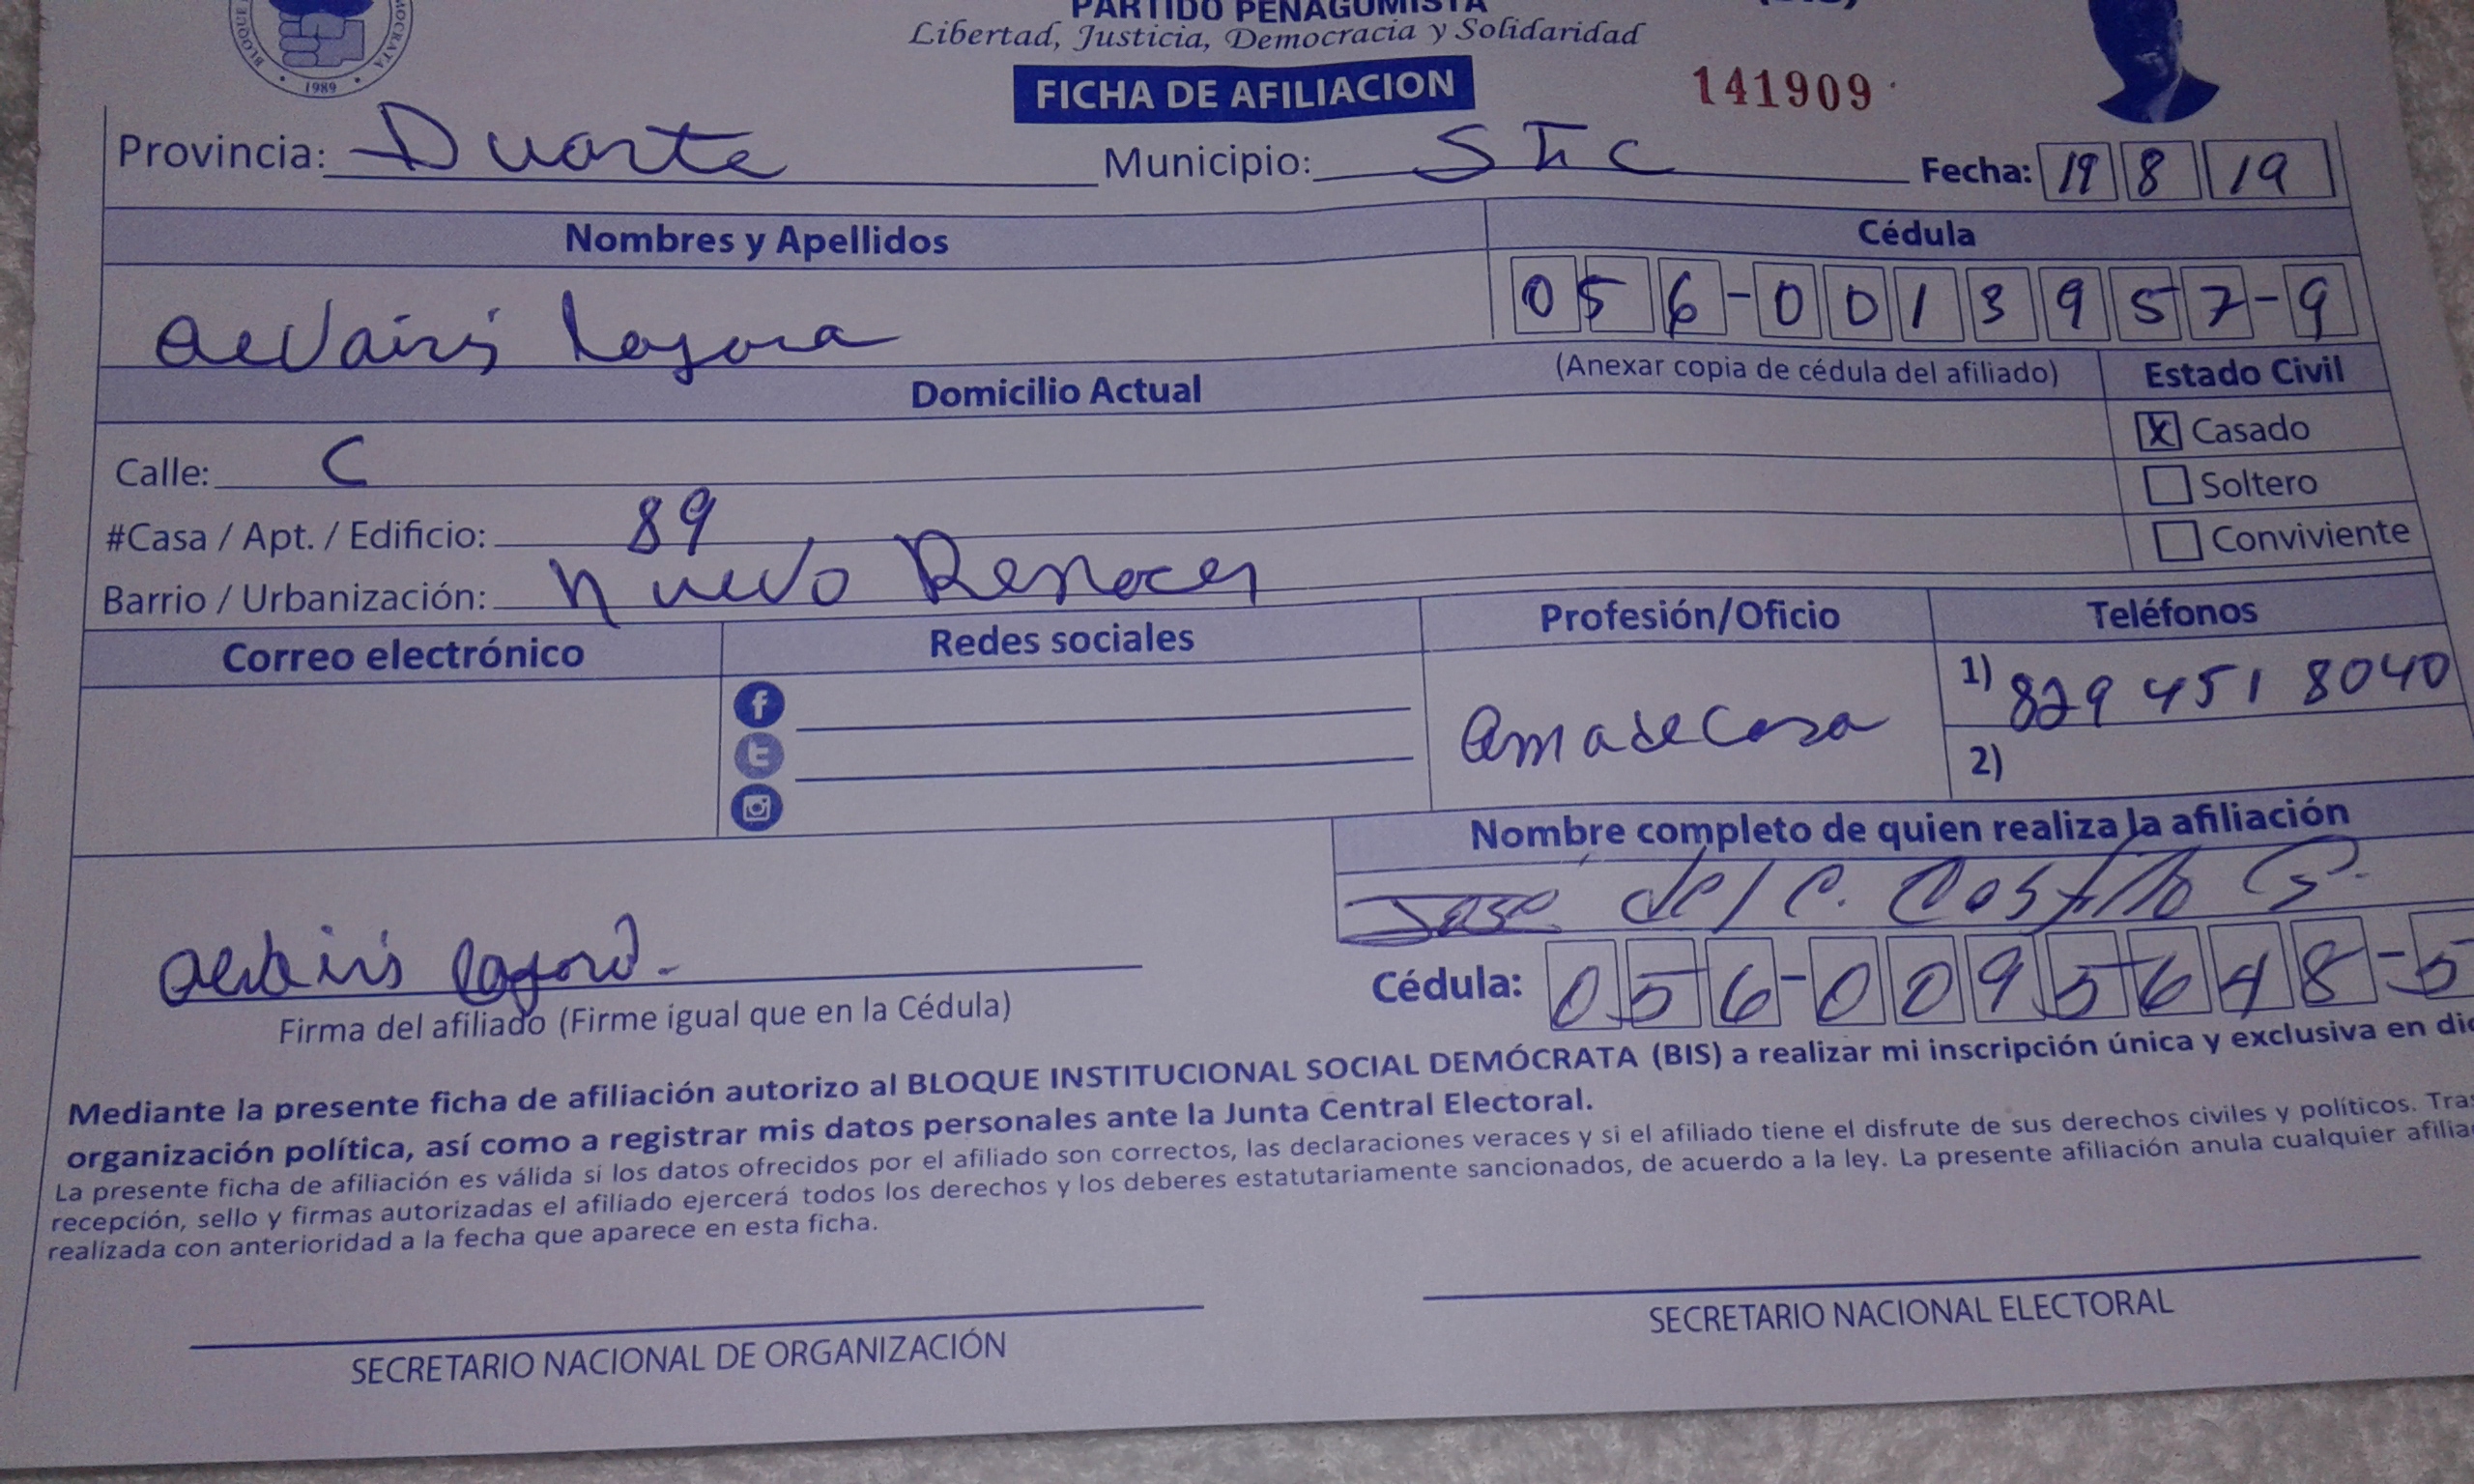 PARTIDO PEÑAGOMISTA
Libertad, Justicia, Democracia y Solidaridad
BLOQUE
1989
FICHA DE AFILIACION
141909
Provincia: Duarte Municipio: Fecha: 19 8 19
Nombres y Apellidos Cédula
056-0013957-9
(Anexar copia de cédula del afiliado)
Domicilio Actual Estado Civil
Calle: C X Casado
Soltero
#Casa / Apt. / Edificio: 89
Conviviente
Barrio / Urbanización: Nuevo Renacer
Correo electrónico Redes sociales Profesión/Oficio Teléfonos
1) 829 451 8040
ama de Casa
2)
Nombre completo de quien realiza la afiliación
Jose del C. Castillo G.
Cédula: 056-0095648-5
Firma del afiliado (Firme igual que en la Cédula)
Mediante la presente ficha de afiliación autorizo al BLOQUE INSTITUCIONAL SOCIAL DEMÓCRATA (BIS) a realizar mi inscripción única y exclusiva en
organización política, así como a registrar mis datos personales ante la Junta Central Electoral.
La presente ficha de afiliación es válida si los datos ofrecidos por el afiliado son correctos, las declaraciones veraces y si el afiliado tiene el disfrute de sus derechos civiles y políticos.
recepción, sello y firmas autorizadas el afiliado ejercerá todos los derechos y los deberes estatutariamente sancionados, de acuerdo a la ley. La presente afiliación anula cualquier
realizada con anterioridad a la fecha que aparece en esta ficha.
SECRETARIO NACIONAL DE ORGANIZACIÓN
SECRETARIO NACIONAL ELECTORAL